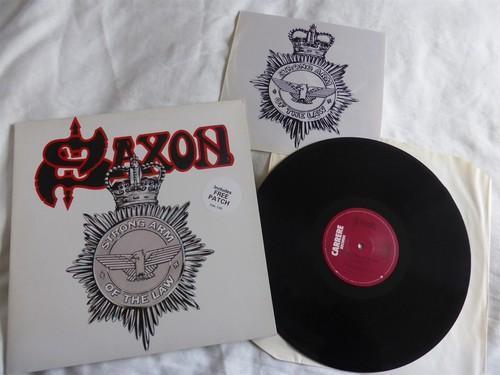 SAXON
Includes
FREE
PATCH
STRONG ARM
OF THE LAW
STRONG ARM
OF THE LAW
CARRERE